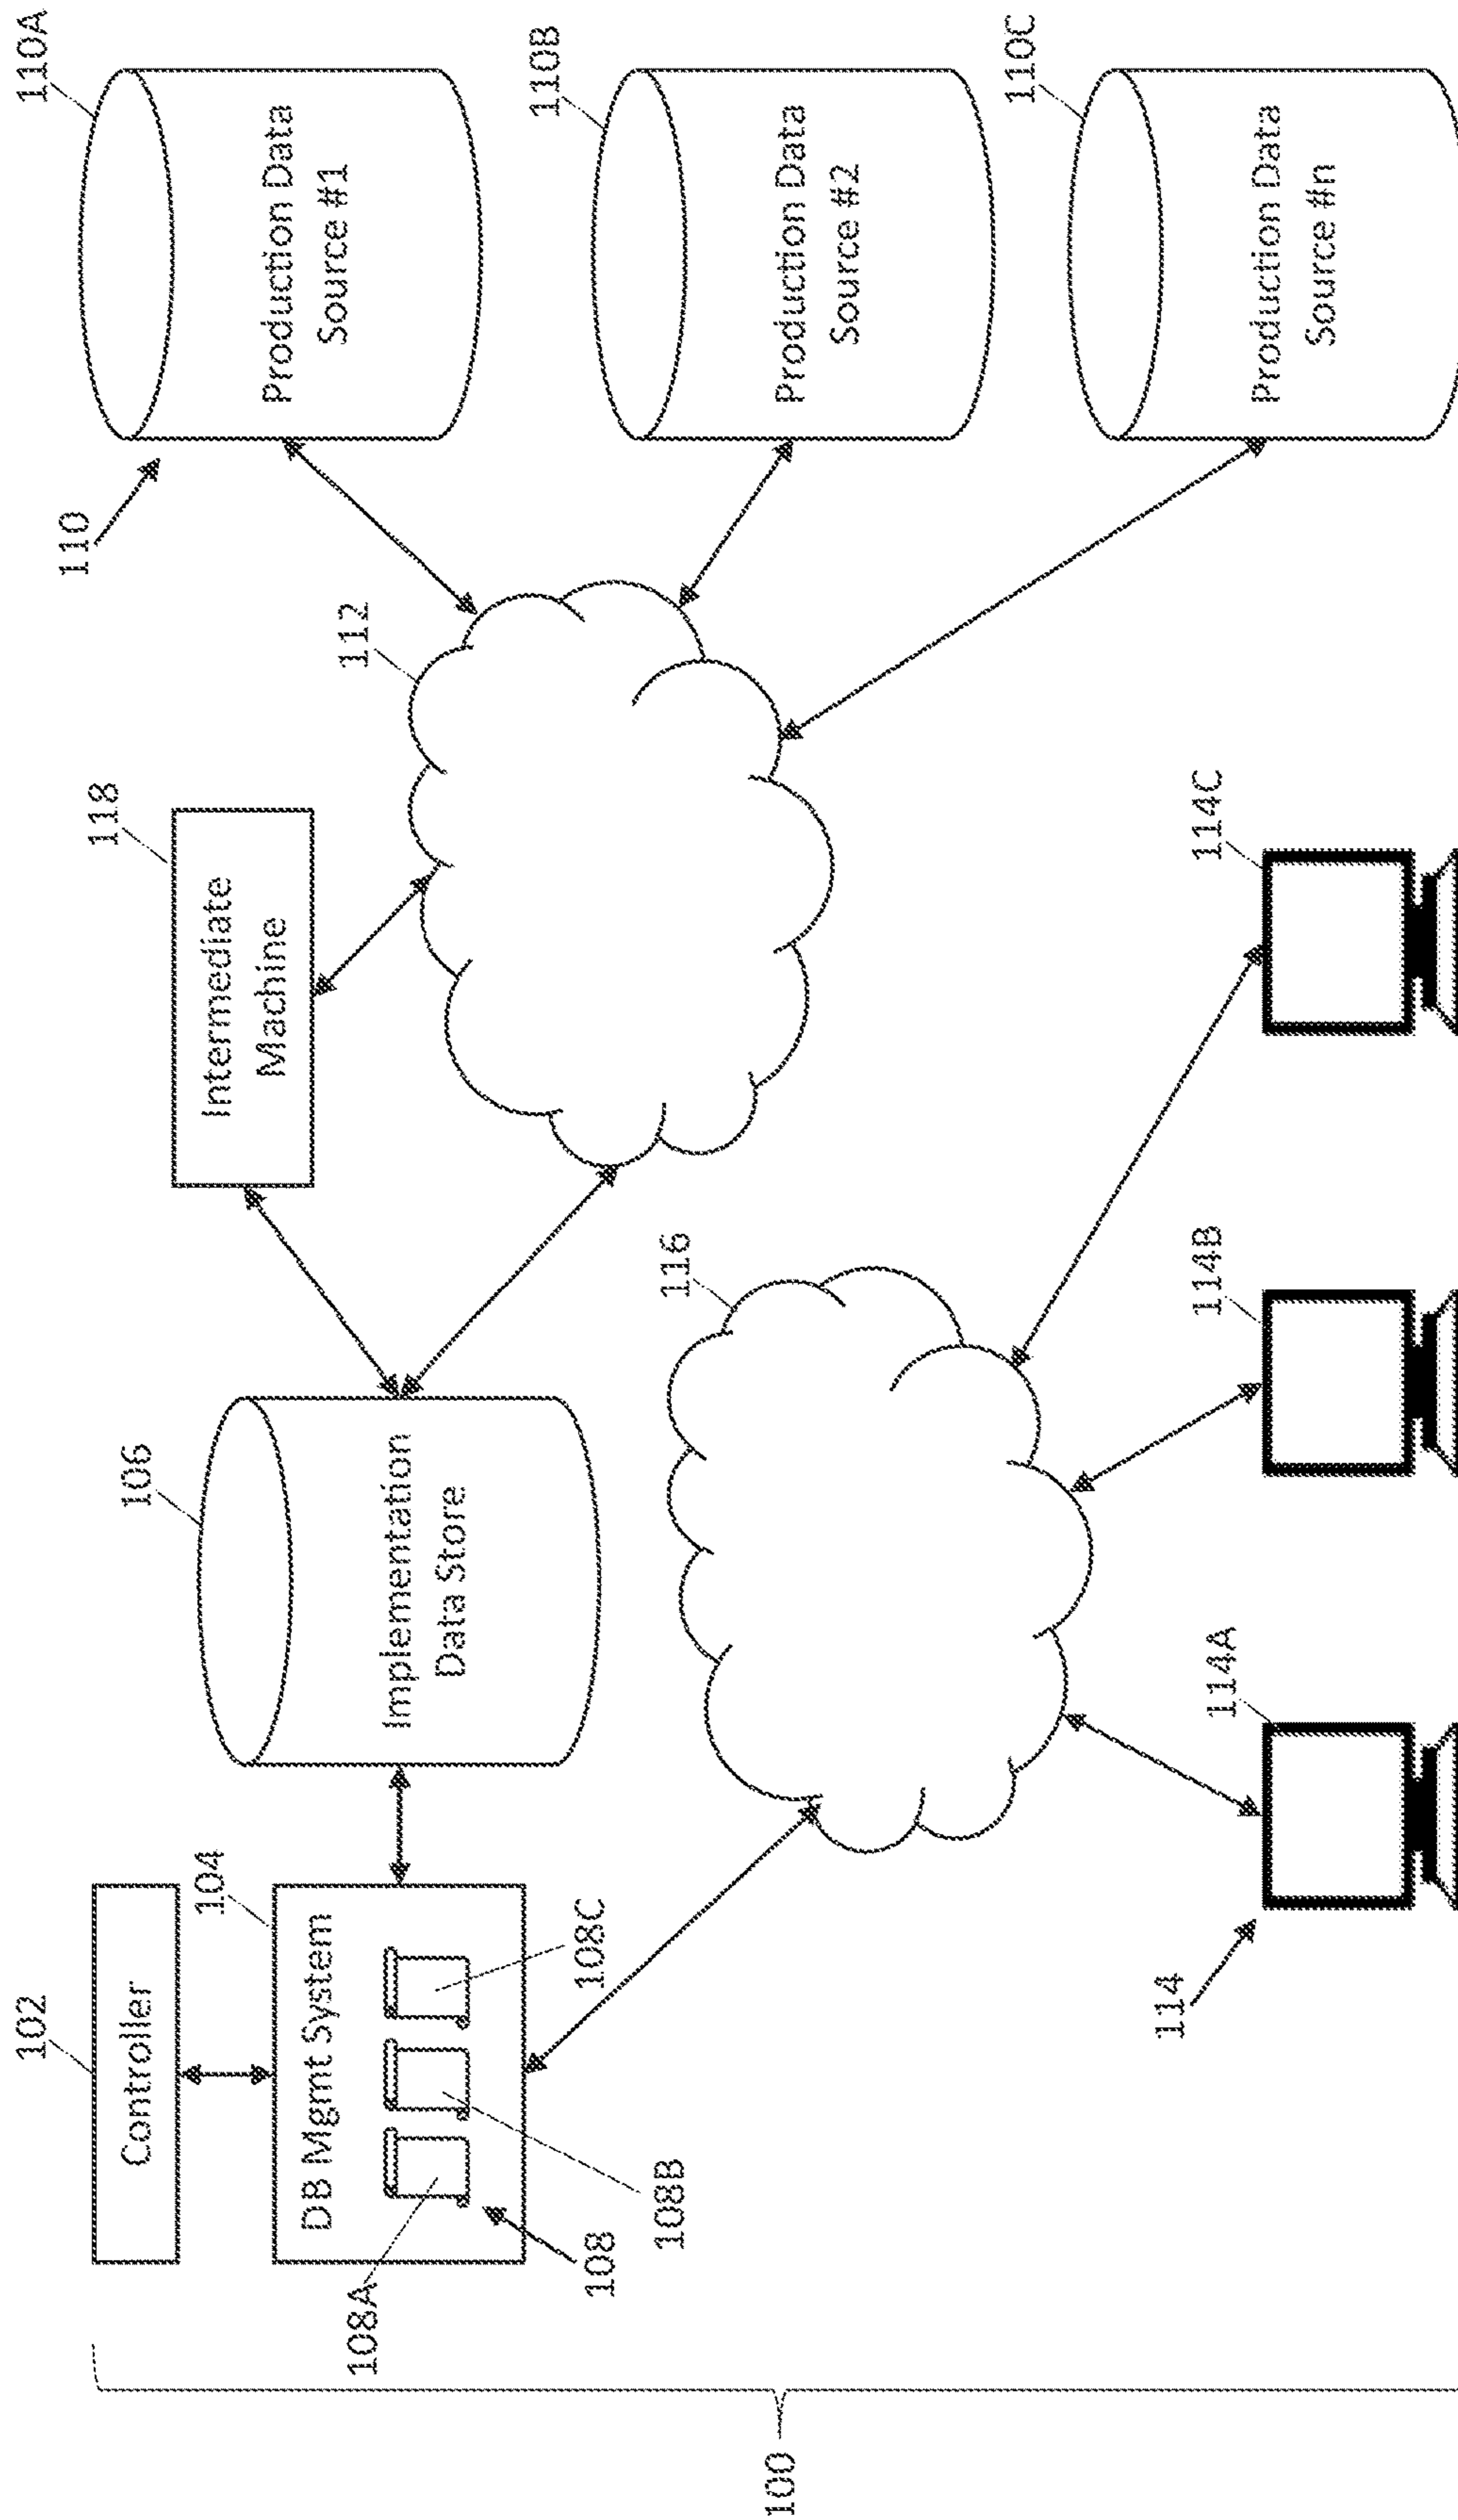 100
102
Controller
104
DB Mgmt System
108A
108
108B
108C
106
Implementation
Data Store
118
Intermediate
Machine
112
110
110A
Production Data
Source #1
110B
Production Data
Source #2
110C
Production Data
Source #n
116
114
114A
114B
114C